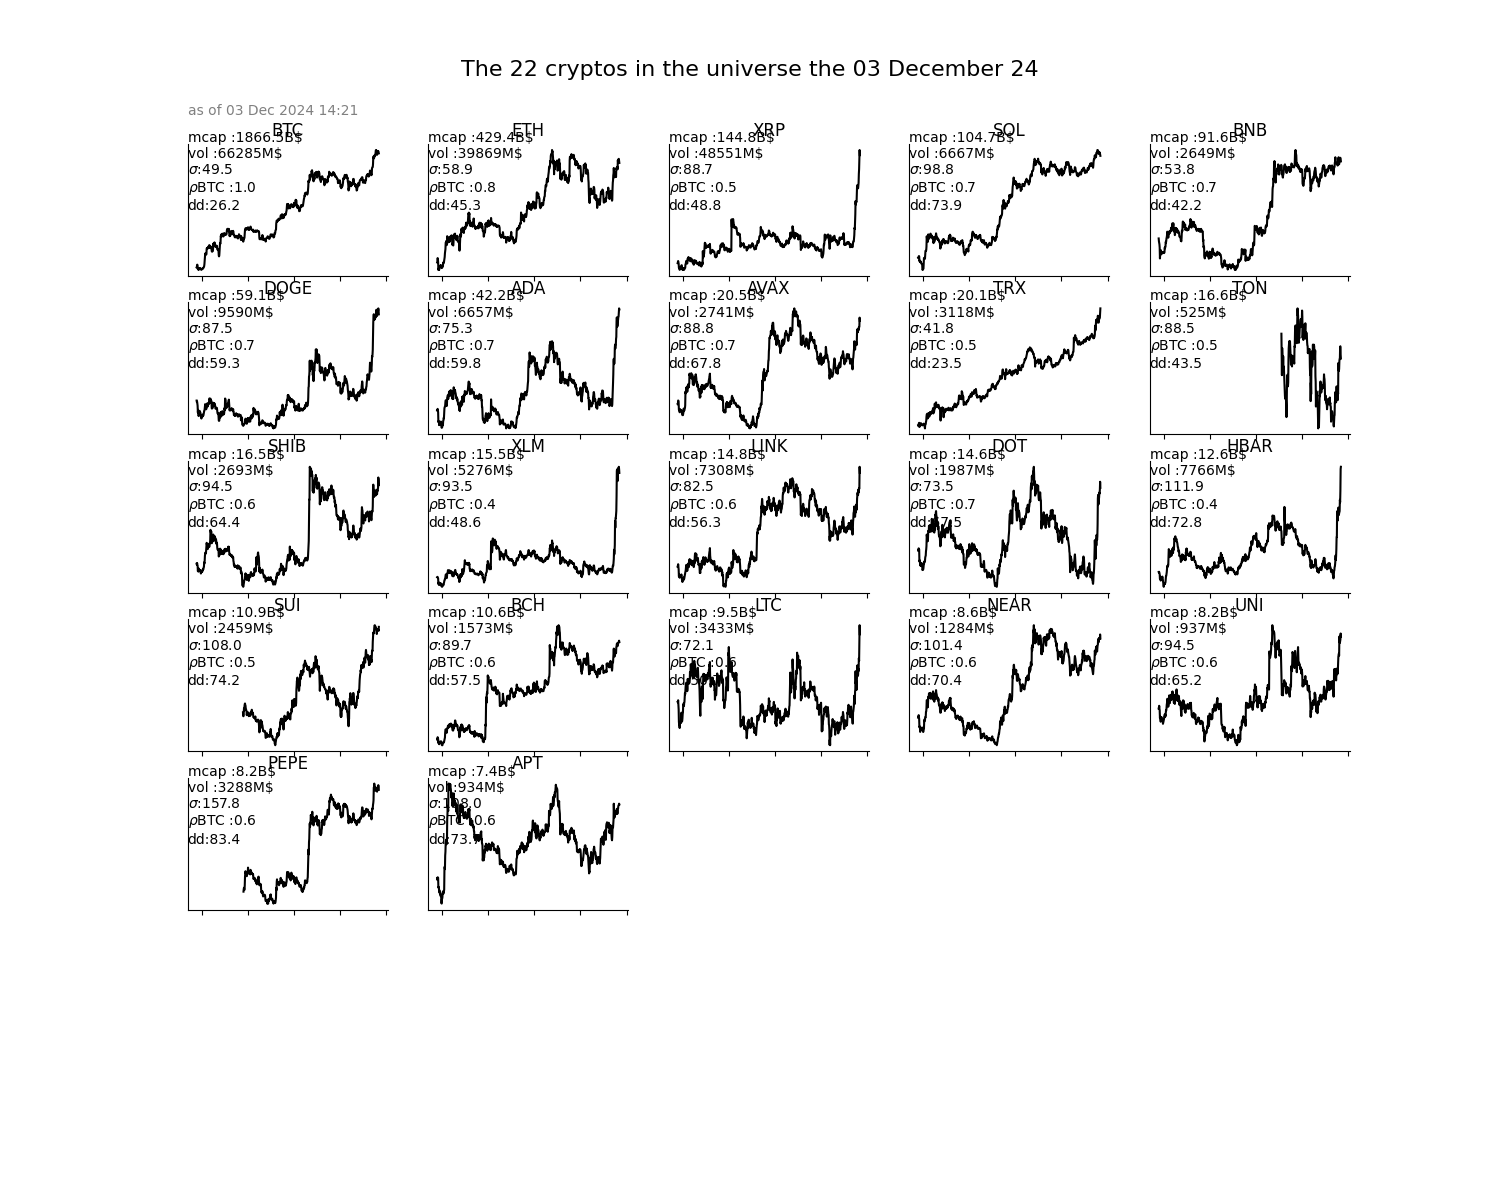 The 22 cryptos in the universe the 03 December 24
as of 03 Dec 2024 14:21
BTC
mcap :1866.5B$
vol :66285M$
σ:49.5
ρBTC :1.0
dd:26.2
ETH
mcap :429.4B$
vol :39869M$
σ:58.9
ρBTC :0.8
dd:45.3
XRP
mcap :144.8B$
vol :48551M$
σ:88.7
ρBTC :0.5
dd:48.8
SOL
mcap :104.7B$
vol :6667M$
σ:98.8
ρBTC :0.7
dd:73.9
BNB
mcap :91.6B$
vol :2649M$
σ:53.8
ρBTC :0.7
dd:42.2
DOGE
mcap :59.1B$
vol :9590M$
σ:87.5
ρBTC :0.7
dd:59.3
ADA
mcap :42.2B$
vol :6657M$
σ:75.3
ρBTC :0.7
dd:59.8
AVAX
mcap :20.5B$
vol :2741M$
σ:88.8
ρBTC :0.7
dd:67.8
TRX
mcap :20.1B$
vol :3118M$
σ:41.8
ρBTC :0.5
dd:23.5
TON
mcap :16.6B$
vol :525M$
σ:88.5
ρBTC :0.5
dd:43.5
SHIB
mcap :16.5B$
vol :2693M$
σ:94.5
ρBTC :0.6
dd:64.4
XLM
mcap :15.5B$
vol :5276M$
σ:93.5
ρBTC :0.4
dd:48.6
LINK
mcap :14.8B$
vol :7308M$
σ:82.5
ρBTC :0.6
dd:56.3
DOT
mcap :14.6B$
vol :1987M$
σ:73.5
ρBTC :0.7
HBAR
mcap :12.6B$
vol :7766M$
σ:111.9
ρBTC :0.4
dd:72.8
SUI
mcap :10.9B$
vol :2459M$
σ:108.0
ρBTC :0.5
dd:74.2
BCH
mcap :10.6B$
vol :1573M$
σ:89.7
ρBTC :0.6
dd:57.5
LTC
mcap :9.5B$
vol :3433M$
σ:72.1
ρBTC :0.6
NEAR
mcap :8.6B$
vol :1284M$
σ:101.4
ρBTC :0.6
dd:70.4
UNI
mcap :8.2B$
vol :937M$
σ:94.5
ρBTC :0.6
dd:65.2
PEPE
mcap :8.2B$
vol :3288M$
σ:157.8
ρBTC :0.6
dd:83.4
APT
mcap :7.4B$
vol :934M$
σ:108.0
ρBTC :0.6